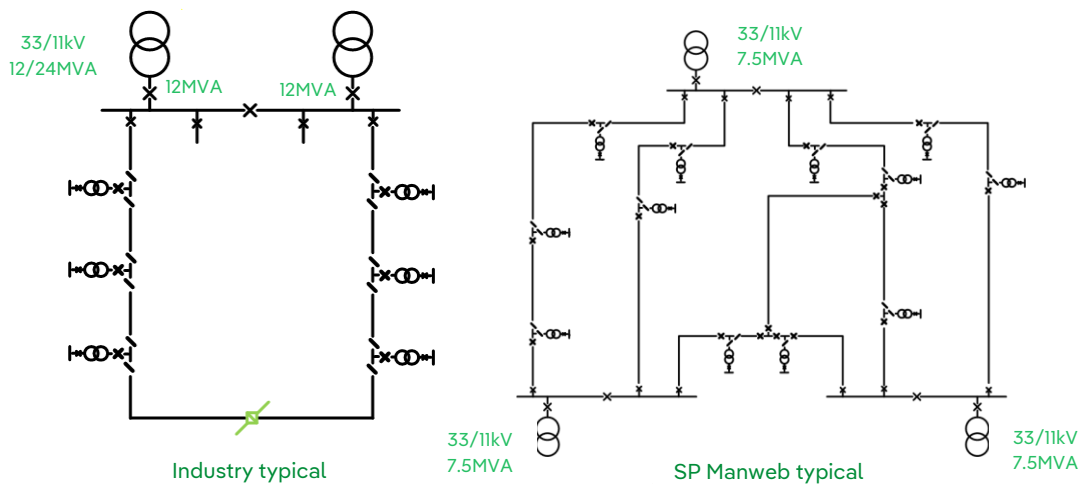 33/11kV
12/24MVA
12MVA
12MVA
33/11kV
7.5MVA
33/11kV
7.5MVA
33/11kV
7.5MVA
Industry typical
SP Manweb typical